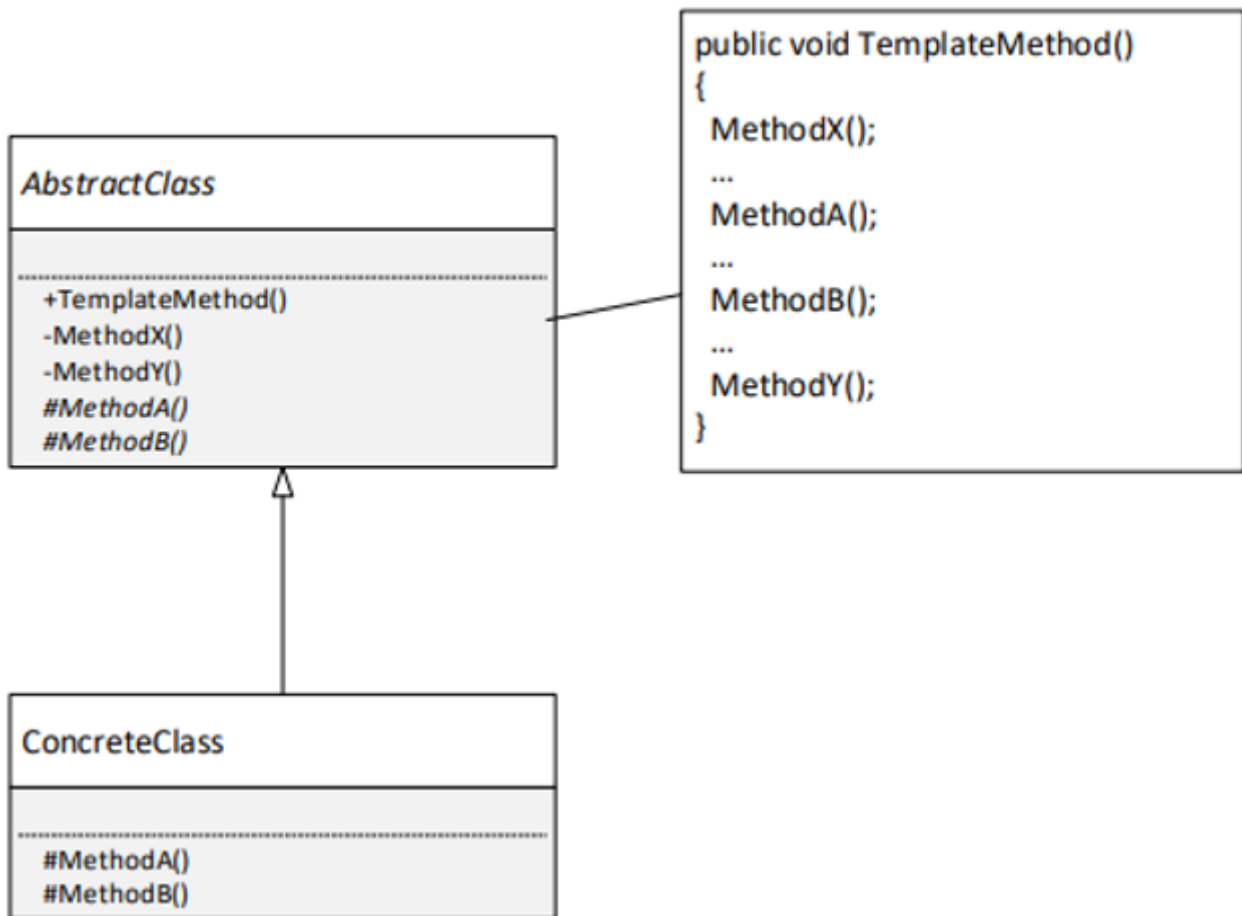 AbstractClass
+TemplateMethod()
-MethodX()
-MethodY()
#MethodA()
#MethodB()
public void TemplateMethod()
{
MethodX();
...
MethodA();
...
MethodB();
...
MethodY();
}
ConcreteClass
#MethodA()
#MethodB()